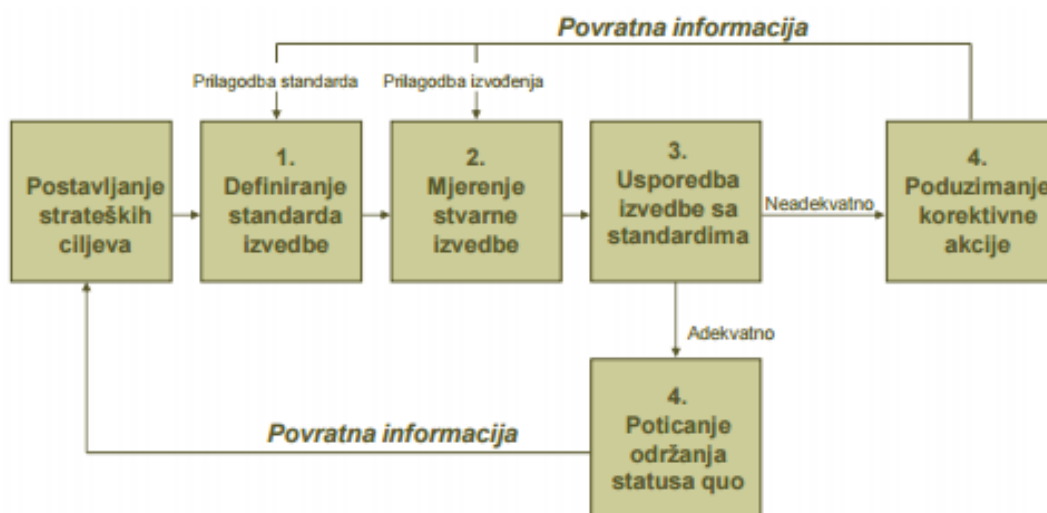 Povratna informacija
Prilagodba standarda
Prilagodba izvođenja
Postavljanje
strateških
ciljeva
1.
Definiranje
standarda
izvedbe
2.
Mjerenje
stvarne
izvedbe
3.
Usporedba
izvedbe sa
standardima
Neadekvatno
4.
Poduzimanje
korektivne
akcije
Adekvatno
4.
Poticanje
održanja
statusa quo
Povratna informacija